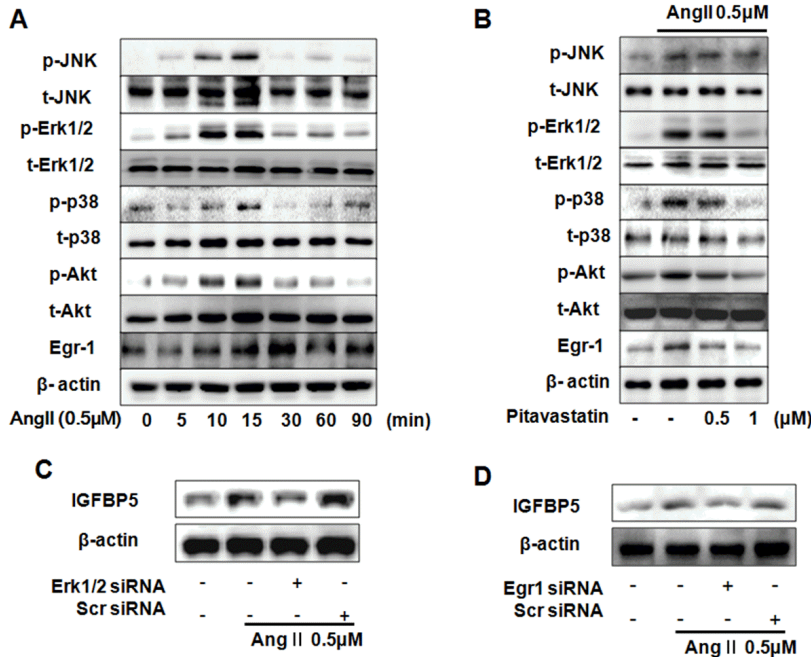 A
p-JNK
t-JNK
p-Erk1/2
t-Erk1/2
p-p38
t-p38
p-Akt
t-Akt
Egr-1
β- actin
AngII (0.5μM) 0 5 10 15 30 60 90 (min)
B
AngII 0.5μM
p-JNK
t-JNK
p-Erk1/2
t-Erk1/2
p-p38
t-p38
p-Akt
t-Akt
Egr-1
β- actin
Pitavastatin - - 0.5 1 (μM)
C
IGFBP5
β-actin
Erk1/2 siRNA - - + -
Scr siRNA - - - +
Ang II 0.5μM
D
IGFBP5
β-actin
Egr1 siRNA - - + -
Scr siRNA - - - +
Ang II 0.5μM